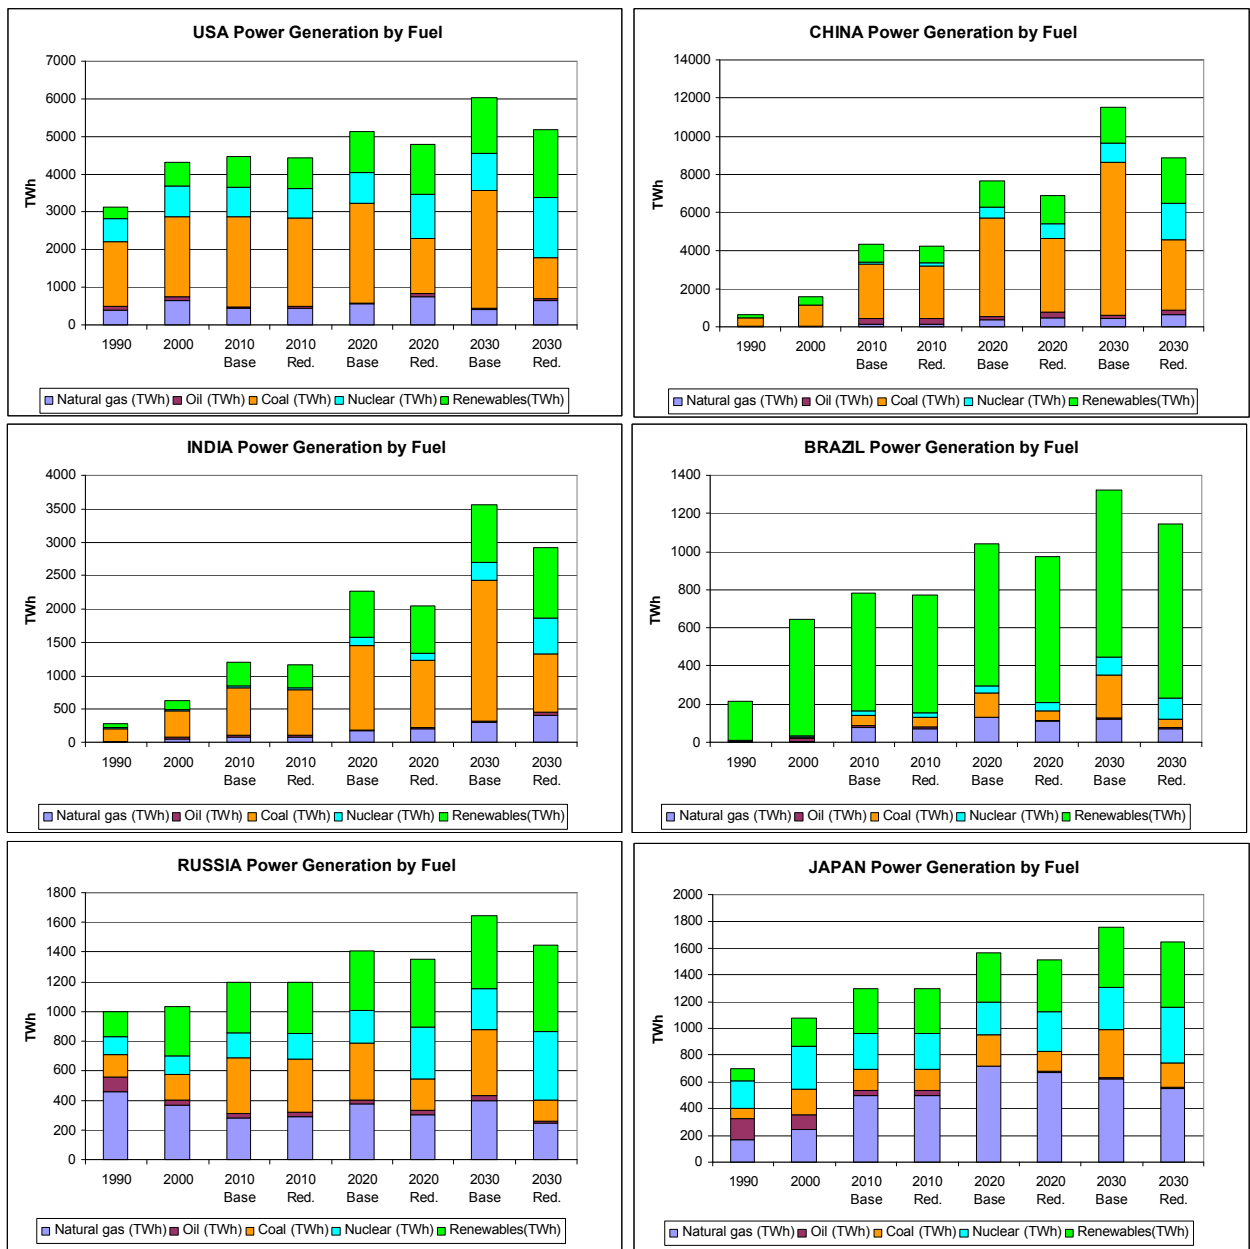 USA Power Generation by Fuel
7000
6000
5000
4000
3000
2000
1000
0
TWh
1990 2000 2010 2010 2020 2020 2030 2030
Base Red. Base Red. Base Red.
Natural gas (TWh) Oil (TWh) Coal (TWh) Nuclear (TWh) Renewables(TWh)
CHINA Power Generation by Fuel
14000
12000
10000
8000
6000
4000
2000
0
TWh
1990 2000 2010 2010 2020 2020 2030 2030
Base Red. Base Red. Base Red.
Natural gas (TWh) Oil (TWh) Coal (TWh) Nuclear (TWh) Renewables(TWh)
INDIA Power Generation by Fuel
4000
3500
3000
2500
2000
1500
1000
500
0
TWh
1990 2000 2010 2010 2020 2020 2030 2030
Base Red. Base Red. Base Red.
Natural gas (TWh) Oil (TWh) Coal (TWh) Nuclear (TWh) Renewables(TWh)
BRAZIL Power Generation by Fuel
1400
1200
1000
800
600
400
200
0
TWh
1990 2000 2010 2010 2020 2020 2030 2030
Base Red. Base Red. Base Red.
Natural gas (TWh) Oil (TWh) Coal (TWh) Nuclear (TWh) Renewables(TWh)
RUSSIA Power Generation by Fuel
1800
1600
1400
1200
1000
800
600
400
200
0
TWh
1990 2000 2010 2010 2020 2020 2030 2030
Base Red. Base Red. Base Red.
Natural gas (TWh) Oil (TWh) Coal (TWh) Nuclear (TWh) Renewables(TWh)
JAPAN Power Generation by Fuel
2000
1800
1600
1400
1200
1000
800
600
400
200
0
TWh
1990 2000 2010 2010 2020 2020 2030 2030
Base Red. Base Red. Base Red.
Natural gas (TWh) Oil (TWh) Coal (TWh) Nuclear (TWh) Renewables(TWh)